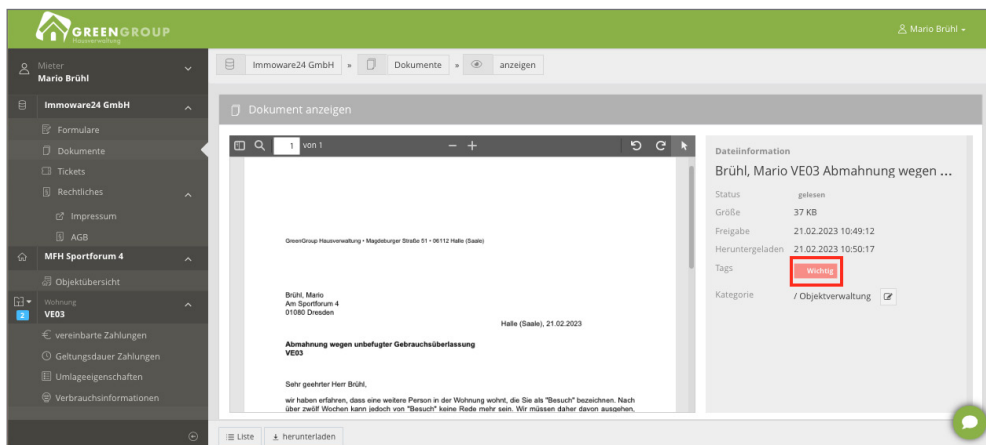 GREENGROUP
Hausverwaltung
Mario Brühl
Mieter
Mario Brühl
Immoware24 GmbH
Formulare
Dokumente
Tickets
Rechtliches
Impressum
AGB
MFH Sportforum 4
Objektübersicht
Wohnung
2 VE03
vereinbarte Zahlungen
Geltungsdauer Zahlungen
Umlageeigenschaften
Verbrauchsinformationen
Immoware24 GmbH » Dokumente » anzeigen
Dokument anzeigen
1 von 1
GreenGroup Hausverwaltung • Magdeburger Straße 51 • 06112 Halle (Saale)
Brühl, Mario
Am Sportforum 4
01080 Dresden
Halle (Saale), 21.02.2023
Abmahnung wegen unbefugter Gebrauchsüberlassung
VE03
Sehr geehrter Herr Brühl,
wir haben erfahren, dass eine weitere Person in der Wohnung wohnt, die Sie als "Besuch" bezeichnen. Nach
über zwölf Wochen kann jedoch von "Besuch" keine Rede mehr sein. Wir müssen daher davon ausgehen,
Dateiinformation
Brühl, Mario VE03 Abmahnung wegen ...
Status gelesen
Größe 37 KB
Freigabe 21.02.2023 10:49:12
Heruntergeladen 21.02.2023 10:50:17
Tags Wichtig
Kategorie / Objektverwaltung
Liste herunterladen